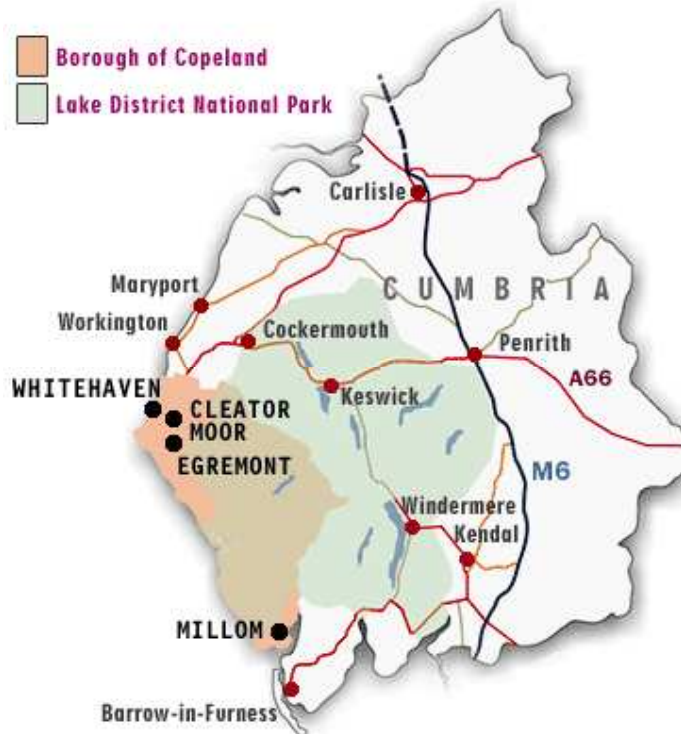 Borough of Copeland
Lake District National Park
Carlisle
CUMBRIA
Maryport
Workington
Cockermouth
Penrith
A66
WHITEHAVEN
Keswick
CLEATOR
MOOR
EGREMONT
M6
Windermere
Kendal
MILLOM
Barrow-in-Furness